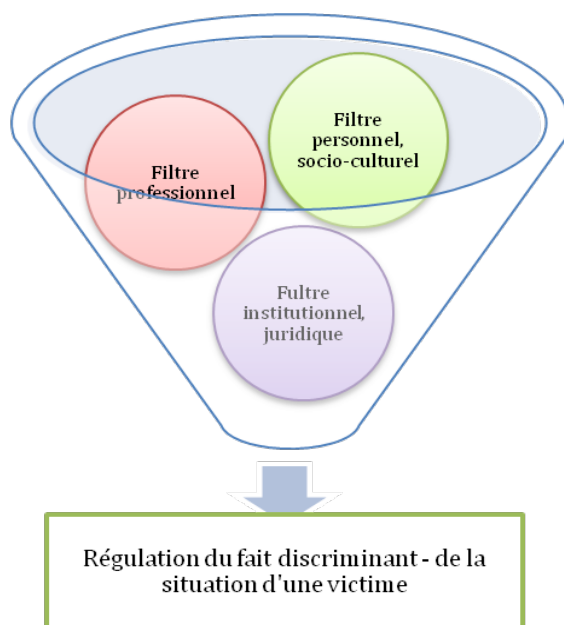 Filtre
personnel,
socio-culturel
Filtre
professionnel
Fultre
institutionnel,
juridique
Régulation du fait discriminant - de la
situation d'une victime